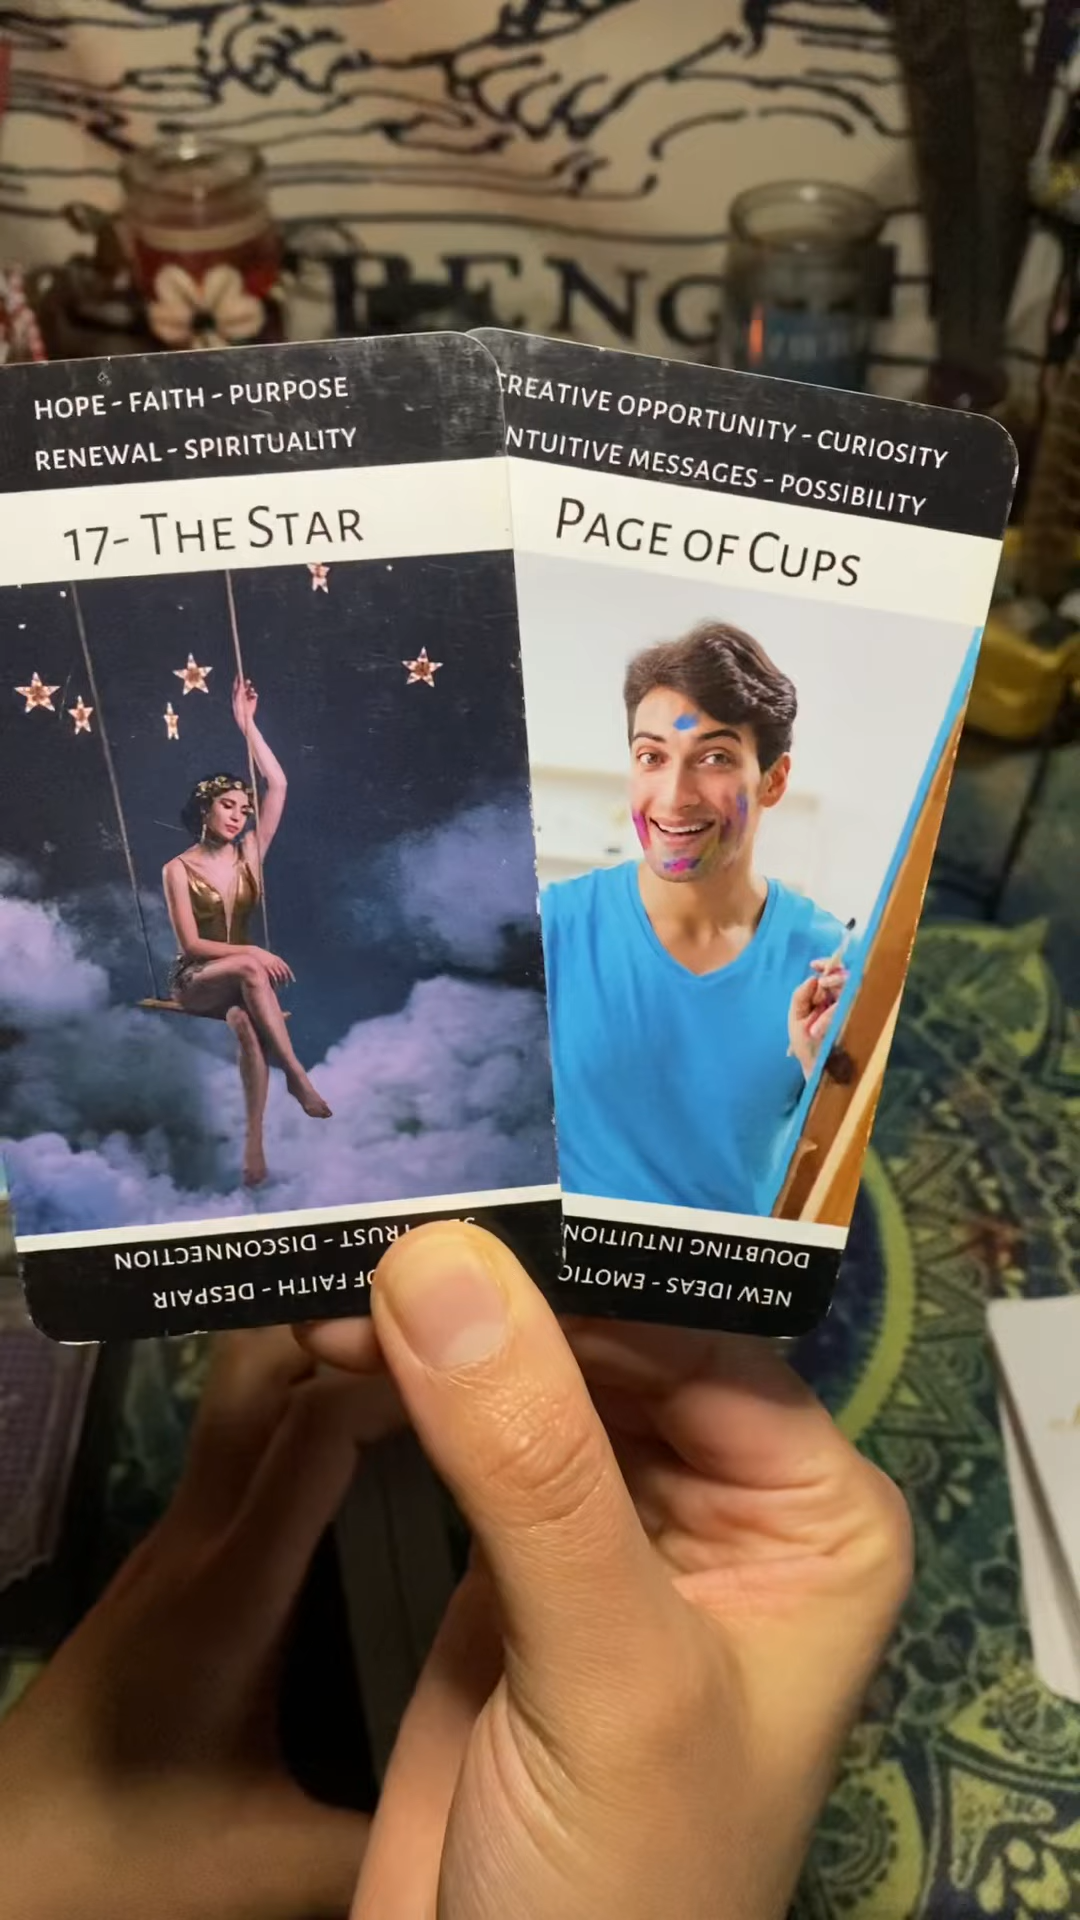 RENG H
HOPE - FAITH - PURPOSE
RENEWAL - SPIRITUALITY
17- THE STAR
TRUST - DISCONNECTION
OF FAITH - DESPAIR
CREATIVE OPPORTUNITY - CURIOSITY
NTUITIVE MESSAGES - POSSIBILITY
PAGE OF CUPS
DOUBTING INTUITION
NEW IDEAS - EMOTIO